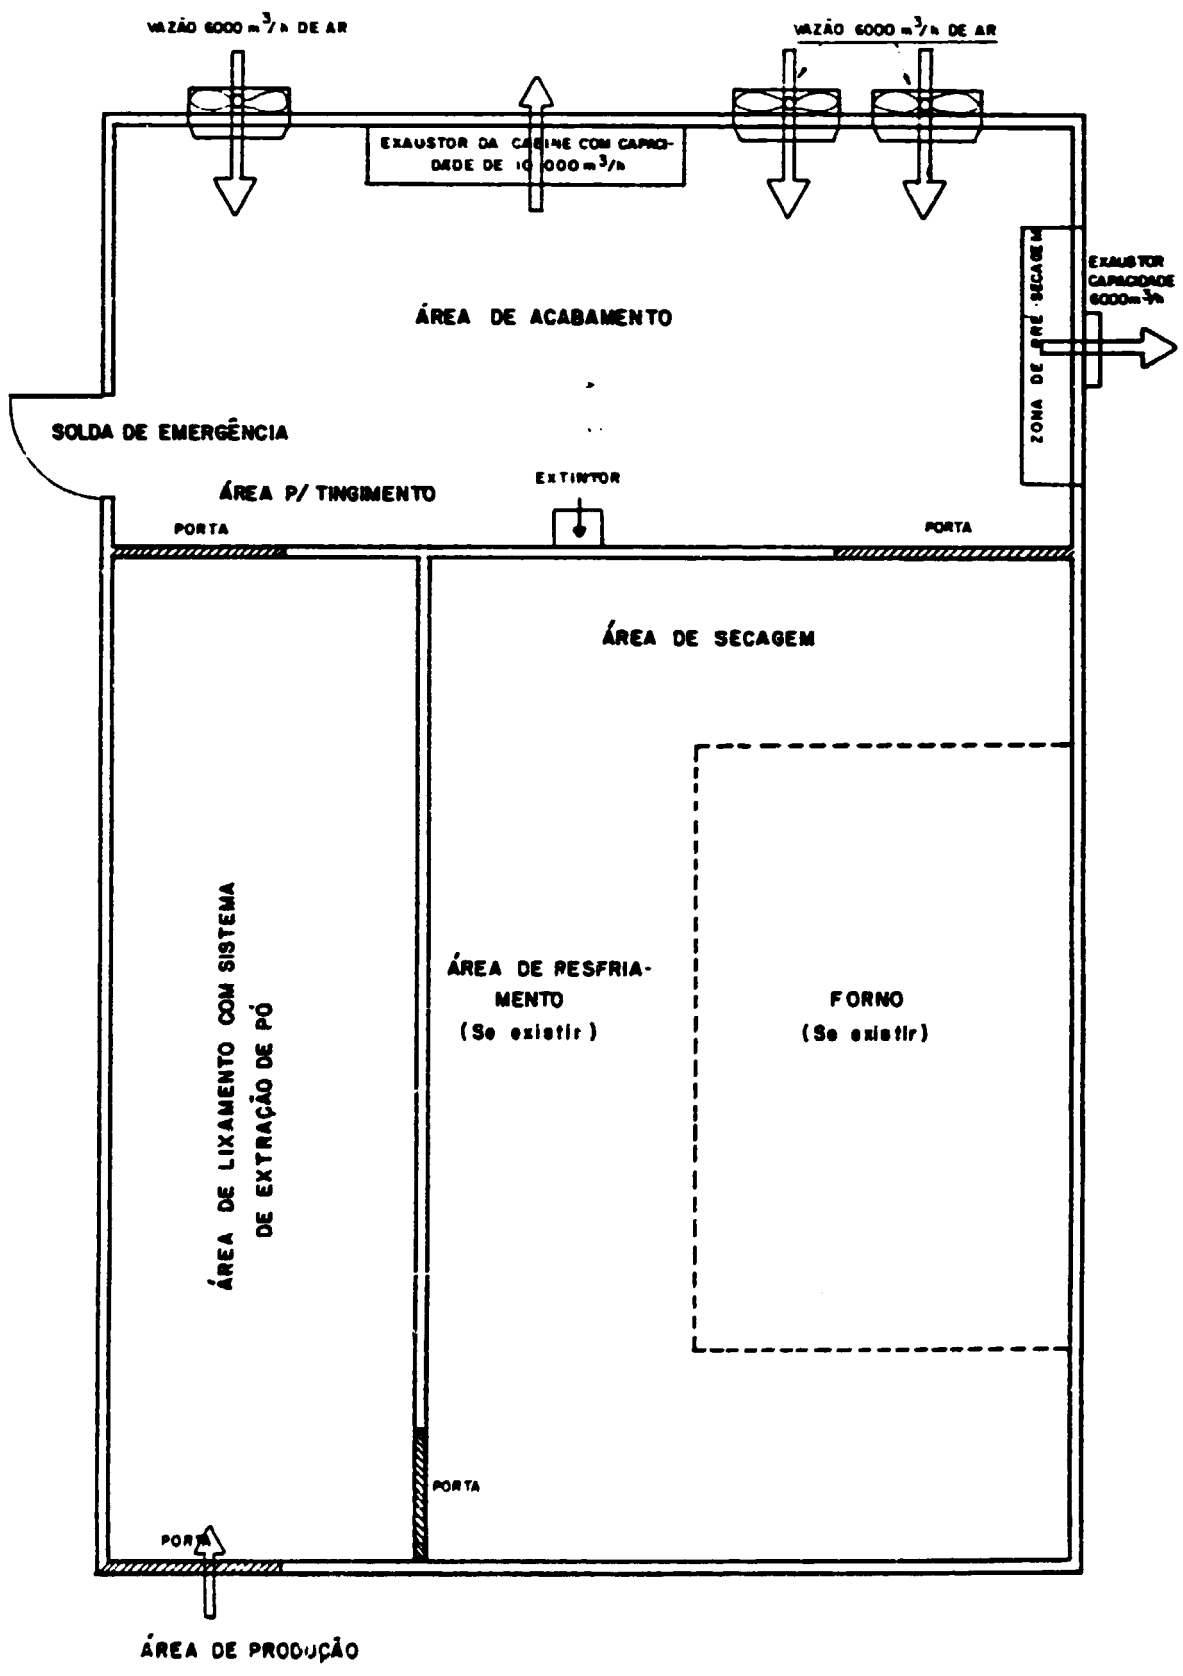 VAZÃO 6000 m³/h DE AR
VAZÃO 6000 m³/h DE AR
EXAUSTOR DA CABINE COM CAPACI-
DADE DE 10 000 m³/h
EXAUSTOR
CAPACIDADE
6000 m³/h
ZONA DE PRÉ-SECAGEM
ÁREA DE ACABAMENTO
SOLDA DE EMERGÊNCIA
ÁREA P/ TINGIMENTO
EXTINTOR
PORTA
PORTA
ÁREA DE SECAGEM
ÁREA DE LIXAMENTO COM SISTEMA
DE EXTRAÇÃO DE PÓ
ÁREA DE RESFRIA-
MENTO
(Se existir)
FORNO
(Se existir)
PORTA
PORTA
ÁREA DE PRODUÇÃO